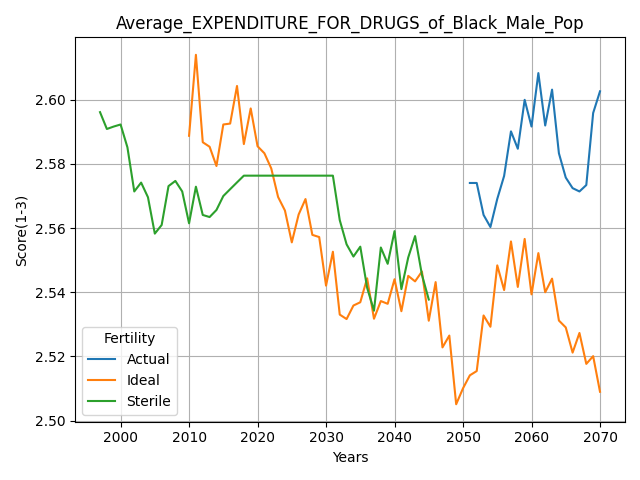 Average_EXPENDITURE_FOR_DRUGS_of_Black_Male_Pop
Score(1-3)
2.60
2.58
2.56
2.54
2.52
2.50
Fertility
Actual
Ideal
Sterile
2000 2010 2020 2030 2040 2050 2060 2070
Years